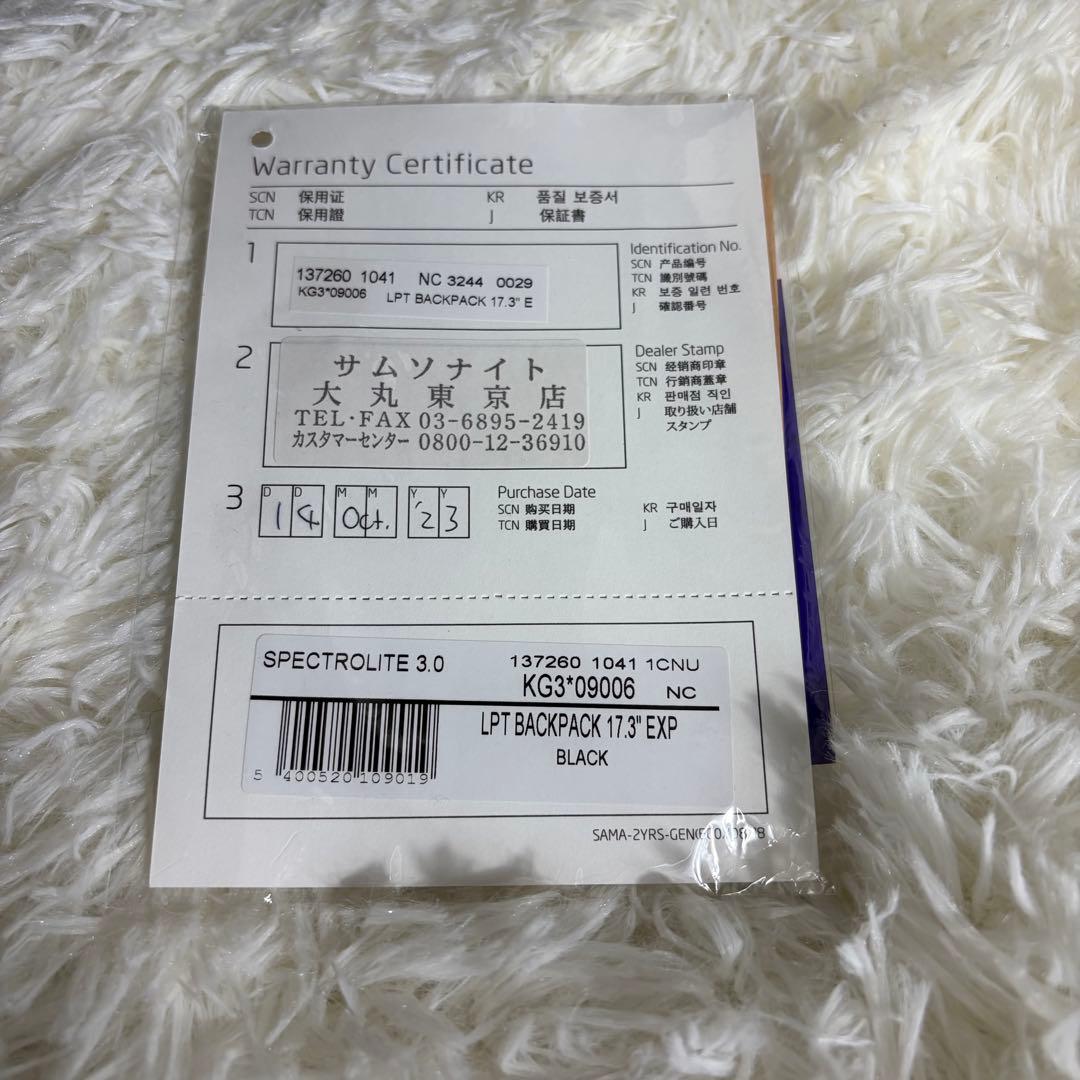 Warranty Certificate
SCN 保用证 KR 품질 보증서
TCN 保用證 J 保証書
1
137260 1041 NC 3244 0029
KG3*09006 LPT BACKPACK 17.3" E
Identification No.
SCN 产品编号
TCN 識別號碼
KR 보증 일련 번호
J 確認番号
2
サムソナイト
大丸東京店
TEL・FAX 03-6895-2419
カスタマーセンター 0800-12-36910
Dealer Stamp
SCN 经销商印章
TCN 行銷商蓋章
KR 판매점 직인
J 取り扱い店舗
スタンプ
3
D D M M Y Y
14 Oct. '23
Purchase Date
SCN 购买日期 KR 구매일자
TCN 購買日期 J ご購入日
SPECTROLITE 3.0 137260 1041 1CNU
KG3*09006 NC
LPT BACKPACK 17.3" EXP
BLACK
5 400520 109019